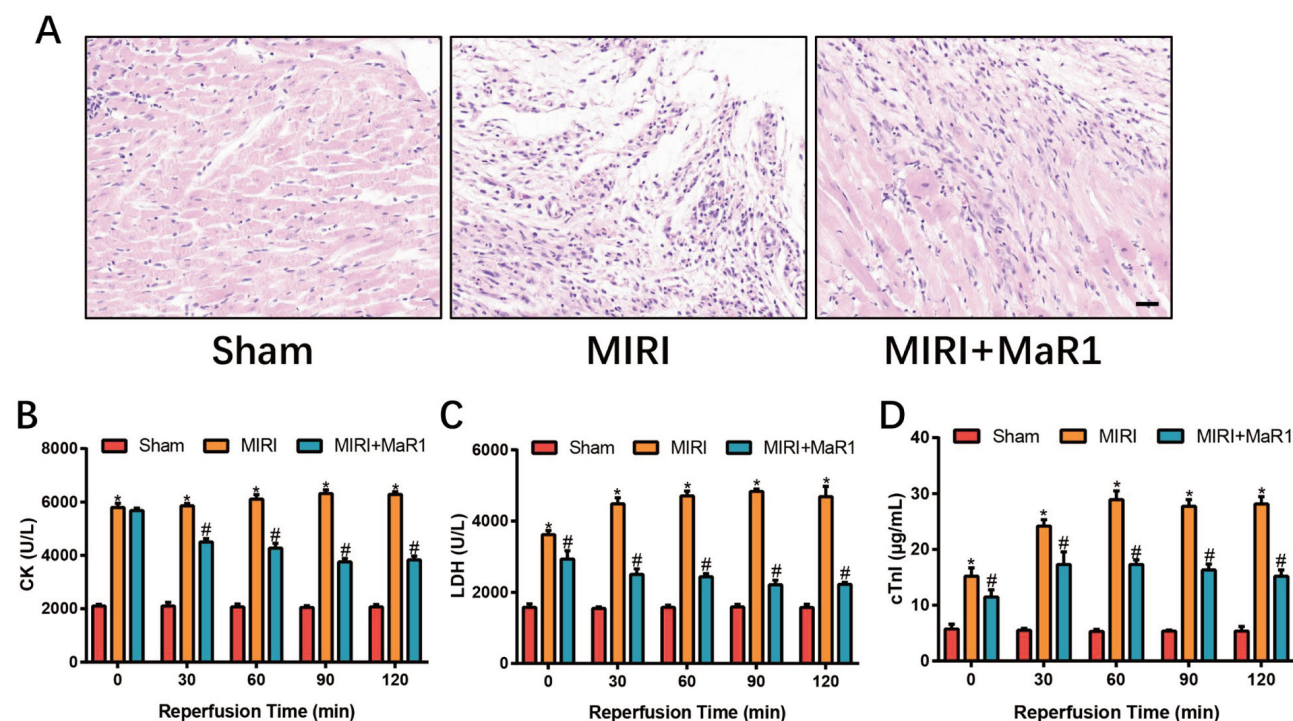 A
Sham
MIRI
MIRI+MaR1
B
Sham
MIRI
MIRI+MaR1
8000
6000
4000
2000
0
CK (U/L)
*
*
*
*
*
#
#
#
#
0
30
60
90
120
Reperfusion Time (min)
C
Sham
MIRI
MIRI+MaR1
6000
4000
2000
0
LDH (U/L)
*
*
*
*
*
#
#
#
#
#
0
30
60
90
120
Reperfusion Time (min)
D
Sham
MIRI
MIRI+MaR1
40
30
20
10
0
cTnI (μg/mL)
*
*
*
*
*
#
#
#
#
#
0
30
60
90
120
Reperfusion Time (min)